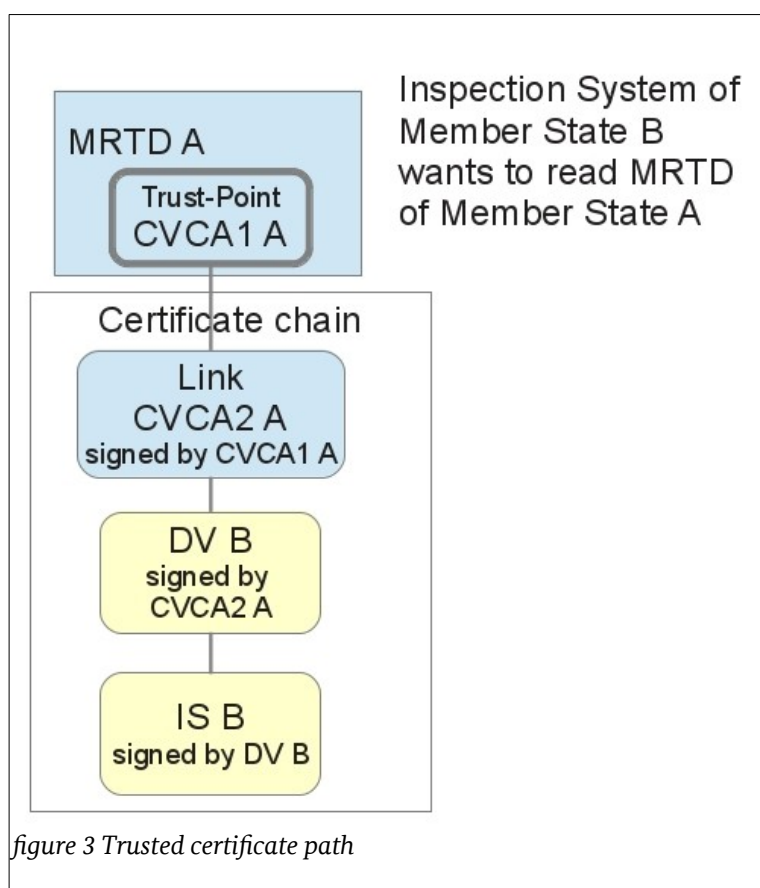 MRTD A
Trust-Point
CVCA1 A
Inspection System of
Member State B
wants to read MRTD
of Member State A
Certificate chain
Link
CVCA2 A
signed by CVCA1 A
DV B
signed by
CVCA2 A
IS B
signed by DV B
figure 3 Trusted certificate path